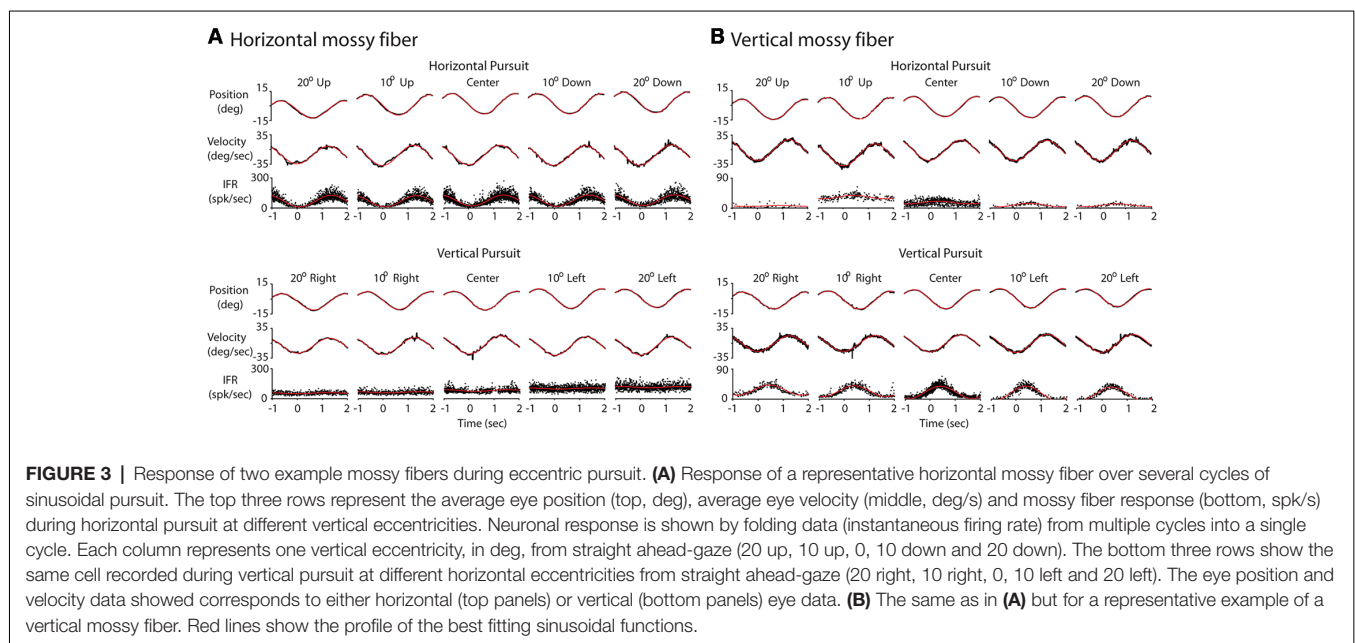 A Horizontal mossy fiber
Horizontal Pursuit
20⁰ Up 10⁰ Up Center 10⁰ Down 20⁰ Down
Position (deg)
15
-15
Velocity (deg/sec)
35
-35
IFR (spk/sec)
300
0
-1 0 1 2 -1 0 1 2 -1 0 1 2 -1 0 1 2 -1 0 1 2
Vertical Pursuit
20⁰ Right 10⁰ Right Center 10⁰ Left 20⁰ Left
Position (deg)
15
-15
Velocity (deg/sec)
35
-35
IFR (spk/sec)
300
0
-1 0 1 2 -1 0 1 2 -1 0 1 2 -1 0 1 2 -1 0 1 2
Time (sec)
B Vertical mossy fiber
Horizontal Pursuit
20⁰ Up 10⁰ Up Center 10⁰ Down 20⁰ Down
15
-15
35
-35
90
0
-1 0 1 2 -1 0 1 2 -1 0 1 2 -1 0 1 2 -1 0 1 2
Vertical Pursuit
20⁰ Right 10⁰ Right Center 10⁰ Left 20⁰ Left
15
-15
35
-35
90
0
-1 0 1 2 -1 0 1 2 -1 0 1 2 -1 0 1 2 -1 0 1 2
Time (sec)
FIGURE 3 | Response of two example mossy fibers during eccentric pursuit. (A) Response of a representative horizontal mossy fiber over several cycles of
sinusoidal pursuit. The top three rows represent the average eye position (top, deg), average eye velocity (middle, deg/s) and mossy fiber response (bottom, spk/s)
during horizontal pursuit at different vertical eccentricities. Neuronal response is shown by folding data (instantaneous firing rate) from multiple cycles into a single
cycle. Each column represents one vertical eccentricity, in deg, from straight ahead-gaze (20 up, 10 up, 0, 10 down and 20 down). The bottom three rows show the
same cell recorded during vertical pursuit at different horizontal eccentricities from straight ahead-gaze (20 right, 10 right, 0, 10 left and 20 left). The eye position and
velocity data showed corresponds to either horizontal (top panels) or vertical (bottom panels) eye data. (B) The same as in (A) but for a representative example of a
vertical mossy fiber. Red lines show the profile of the best fitting sinusoidal functions.